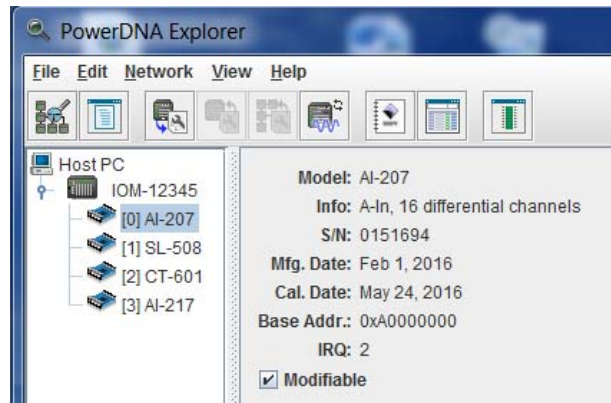 PowerDNA Explorer
File Edit Network View Help
Host PC
IOM-12345
[0] AI-207
[1] SL-508
[2] CT-601
[3] AI-217
Model: AI-207
Info: A-In, 16 differential channels
S/N: 0151694
Mfg. Date: Feb 1, 2016
Cal. Date: May 24, 2016
Base Addr.: 0xA0000000
IRQ: 2
Modifiable